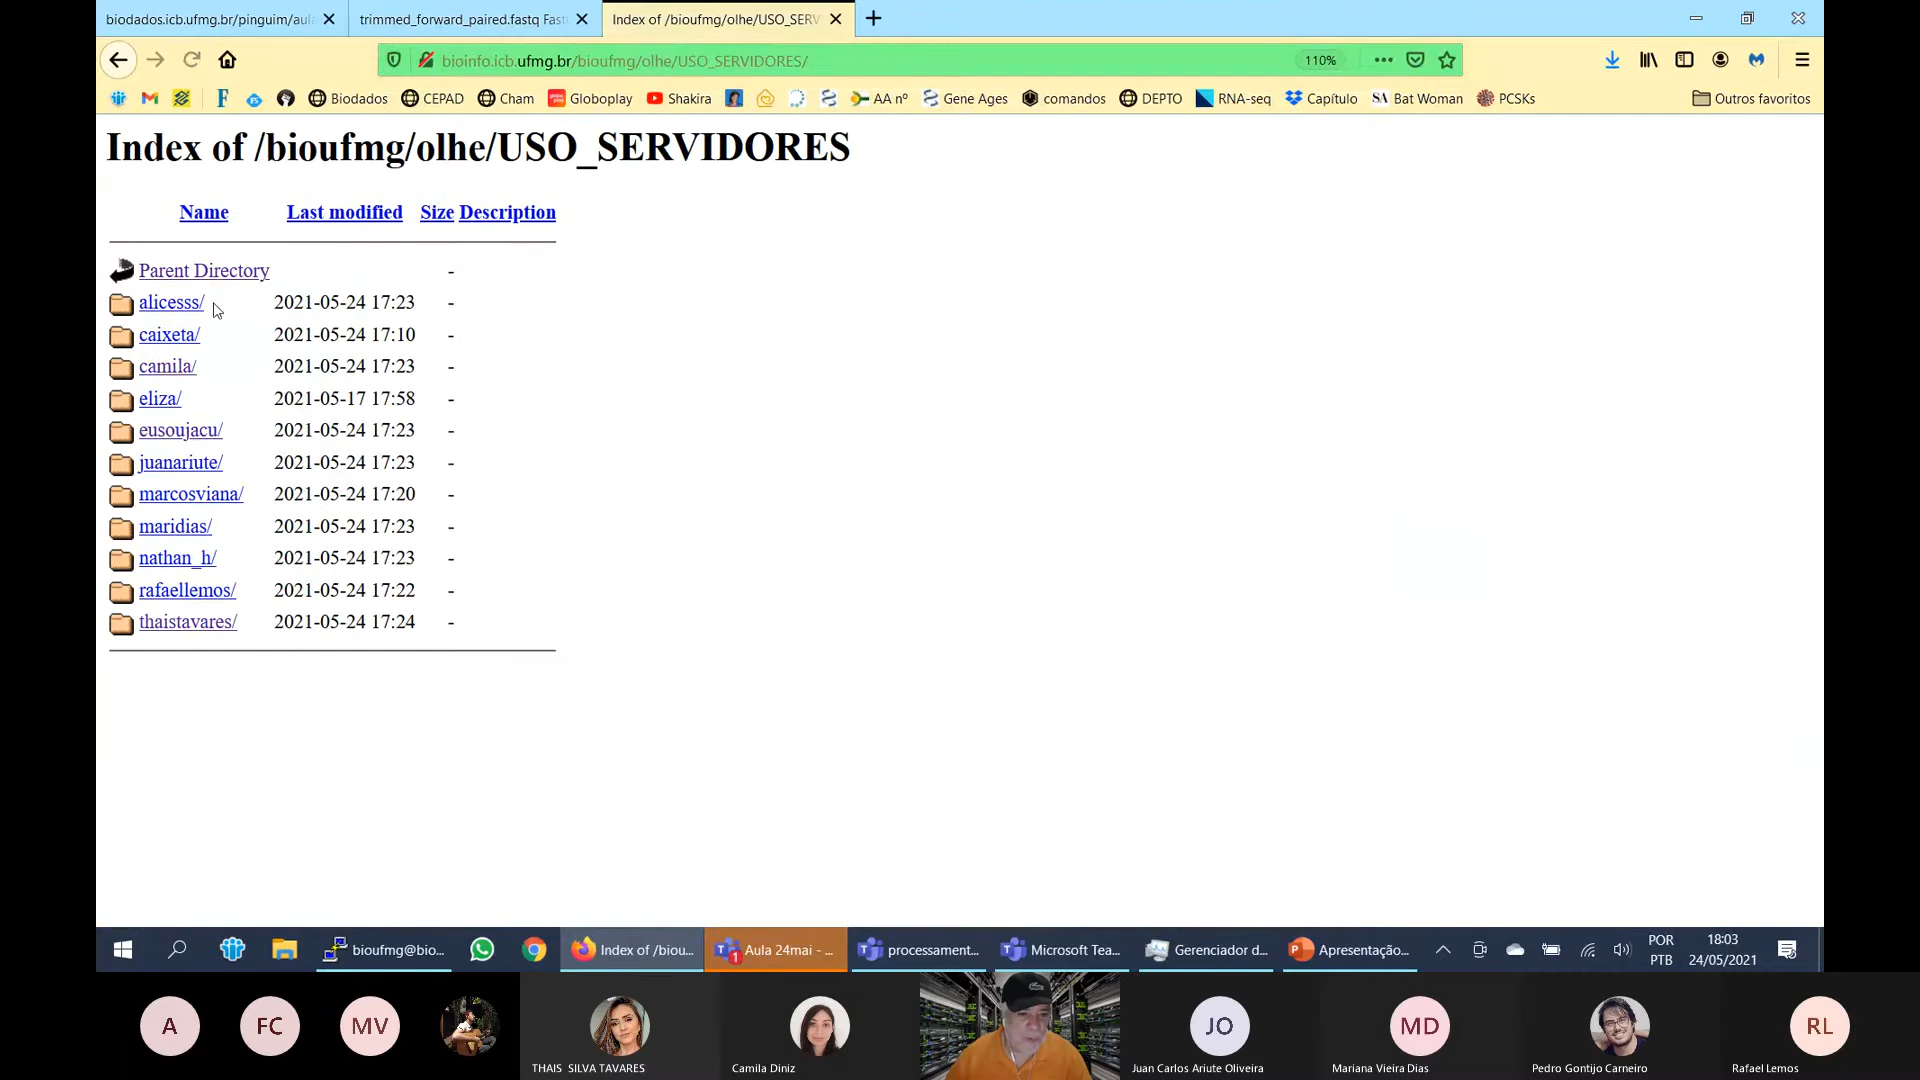 biodados.icb.ufmg.br/pinguim/aul
trimmed_forward_paired.fastq Fast
Index of /bioufmg/olhe/USO_SERV
bioinfo.icb.ufmg.br/bioufmg/olhe/USO_SERVIDORES/
110%
Biodados
CEPAD
Cham
Globoplay
Shakira
AA nº
Gene Ages
comandos
DEPTO
RNA-seq
Capítulo
SA Bat Woman
PCSKs
Outros favoritos
Index of /bioufmg/olhe/USO_SERVIDORES
Name Last modified Size Description
Parent Directory -
alicesss/ 2021-05-24 17:23 -
caixeta/ 2021-05-24 17:10 -
camila/ 2021-05-24 17:23 -
eliza/ 2021-05-17 17:58 -
eusoujacu/ 2021-05-24 17:23 -
juanariute/ 2021-05-24 17:23 -
marcosviana/ 2021-05-24 17:20 -
maridias/ 2021-05-24 17:23 -
nathan_h/ 2021-05-24 17:23 -
rafaellemos/ 2021-05-24 17:22 -
thaistavares/ 2021-05-24 17:24 -
bioufmg@bio...
Index of /biou...
1
Aula 24mai - ...
processament...
Microsoft Tea...
Gerenciador d...
Apresentação...
POR
PTB
18:03
24/05/2021
A
FC
MV
JO
MD
RL
THAIS SILVA TAVARES
Camila Diniz
Juan Carlos Ariute Oliveira
Mariana Vieira Dias
Pedro Gontijo Carneiro
Rafael Lemos